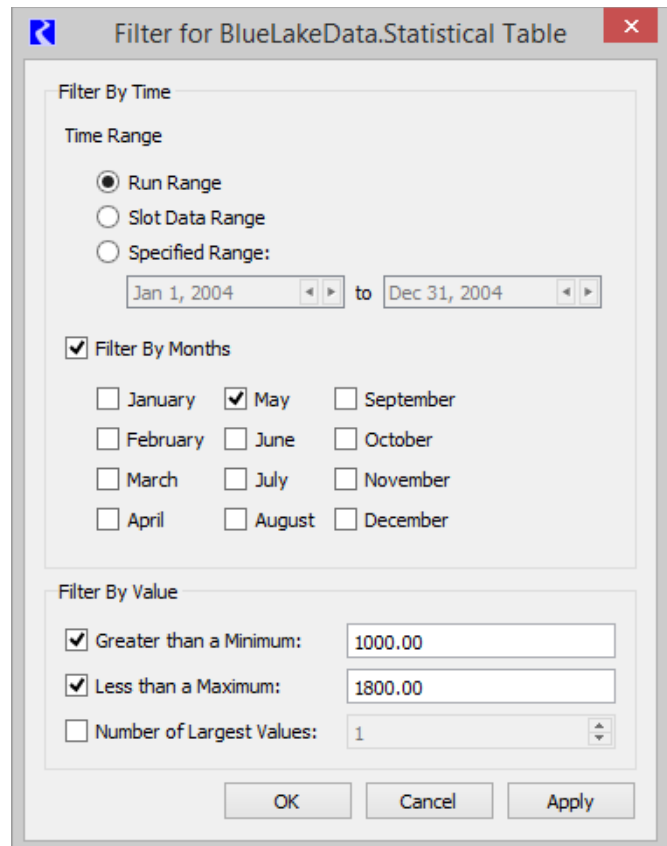 Filter for BlueLakeData.Statistical Table
Filter By Time
Time Range
Run Range
Slot Data Range
Specified Range:
Jan 1, 2004 to Dec 31, 2004
Filter By Months
January May September
February June October
March July November
April August December
Filter By Value
Greater than a Minimum: 1000.00
Less than a Maximum: 1800.00
Number of Largest Values: 1
OK Cancel Apply